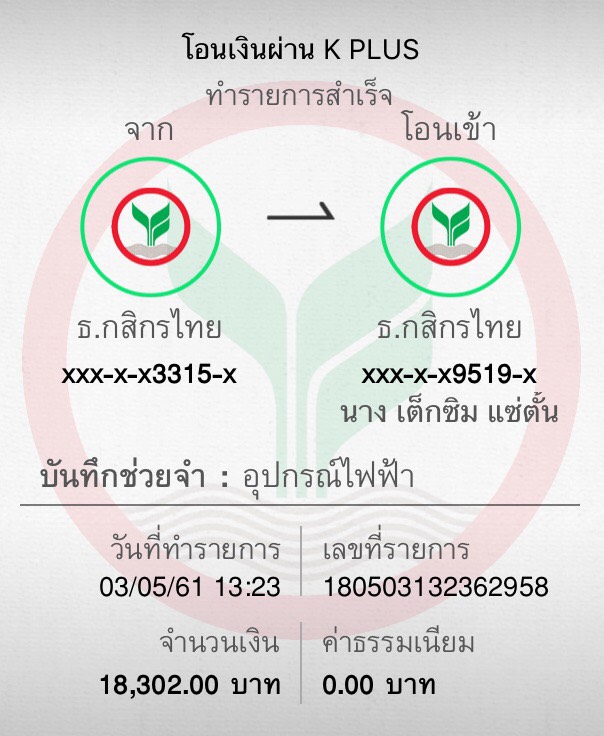 โอนเงินผ่าน K PLUS
ทำรายการสำเร็จ
จาก
โอนเข้า
ธ.กสิกรไทย
ธ.กสิกรไทย
xxx-x-x3315-x
xxx-x-x9519-x
นาง เต็กซิม แซ่ตั้น
บันทึกช่วยจำ : อุปกรณ์ไฟฟ้า
วันที่ทำรายการ
เลขที่รายการ
03/05/61 13:23
180503132362958
จำนวนเงิน
ค่าธรรมเนียม
18,302.00 บาท
0.00 บาท